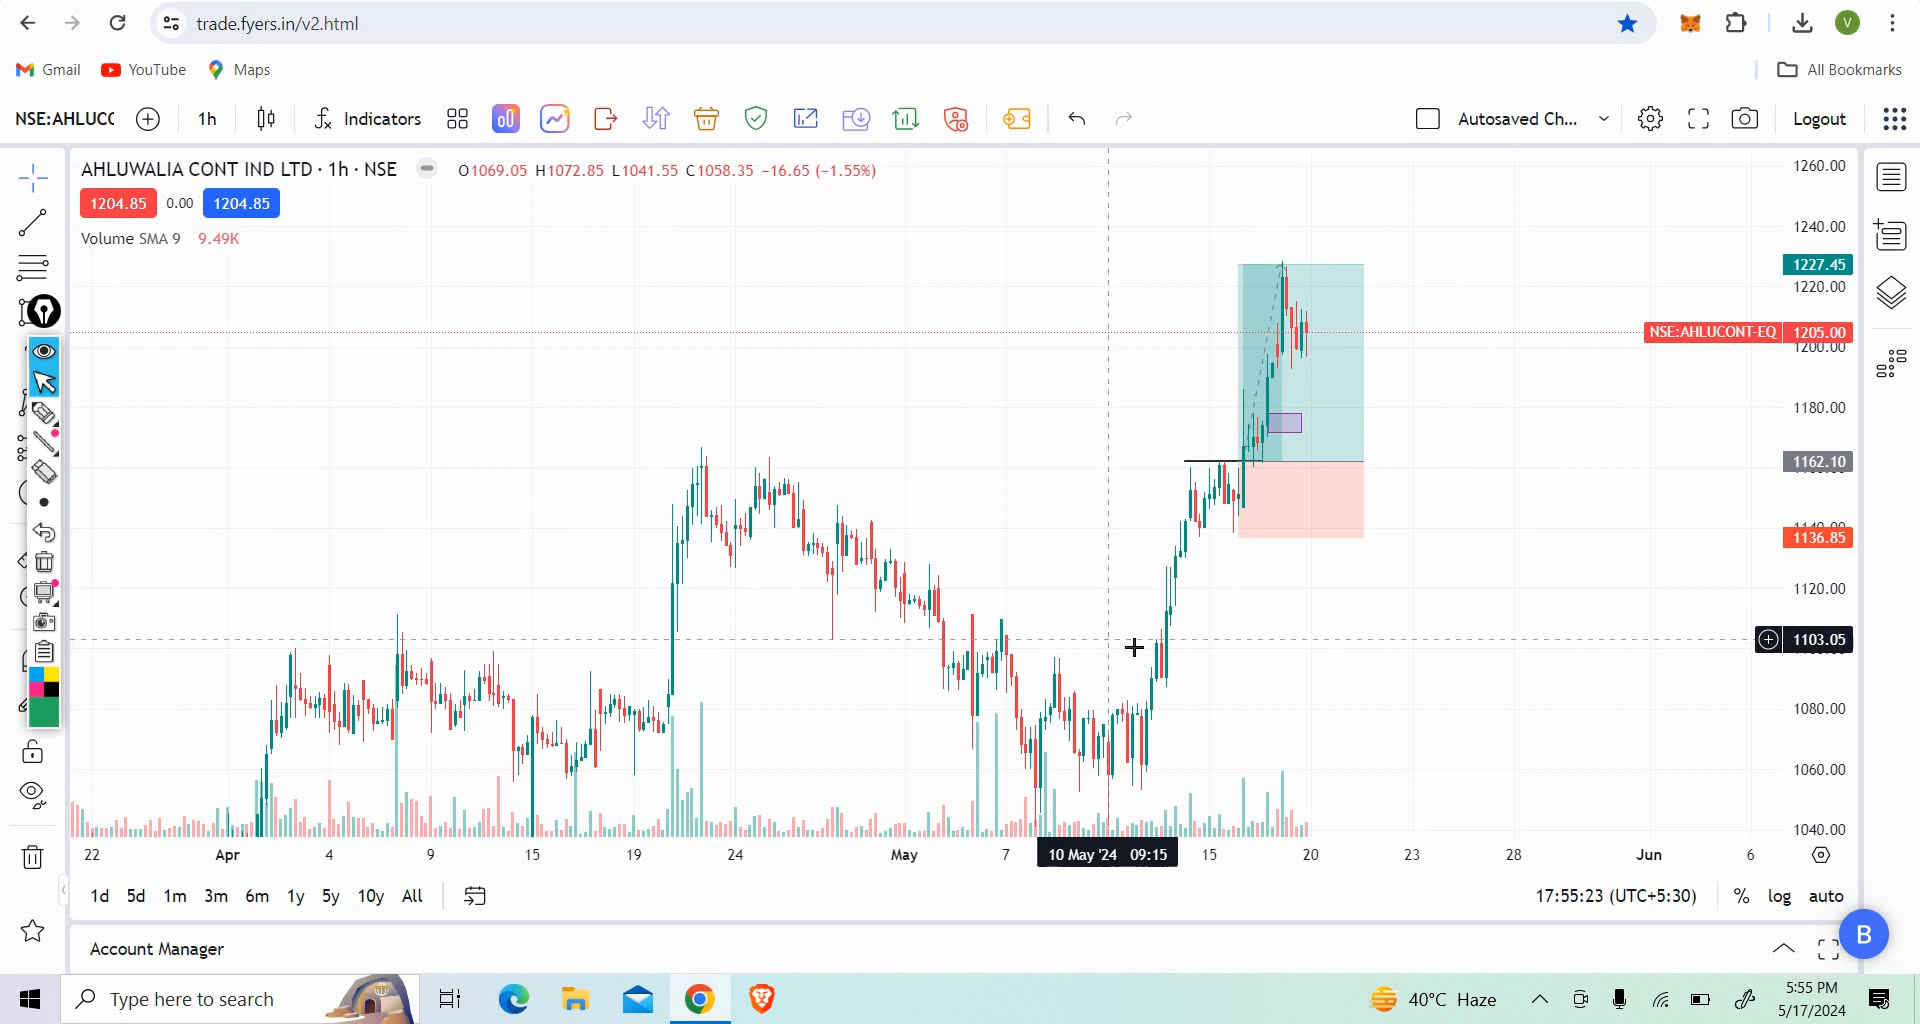 trade.fyers.in/v2.html
V
Gmail
YouTube
Maps
All Bookmarks
NSE:AHLUCC
1h
Indicators
Autosaved Ch...
Logout
AHLUWALIA CONT IND LTD · 1h · NSE
O1069.05 H1072.85 L1041.55 C1058.35 −16.65 (−1.55%)
1204.85
0.00
1204.85
Volume SMA 9 9.49K
1260.00
1240.00
1227.45
1220.00
NSE:AHLUCONT-EQ 1205.00
1200.00
1180.00
1162.10
1140.00
1136.85
1120.00
1103.05
1080.00
1060.00
1040.00
22 Apr 4 9 15 19 24 May 7 10 May '24 09:15 15 20 23 28 Jun 6
1d 5d 1m 3m 6m 1y 5y 10y All
17:55:23 (UTC+5:30)
% log auto
B
Account Manager
Type here to search
40°C Haze
5:55 PM
5/17/2024